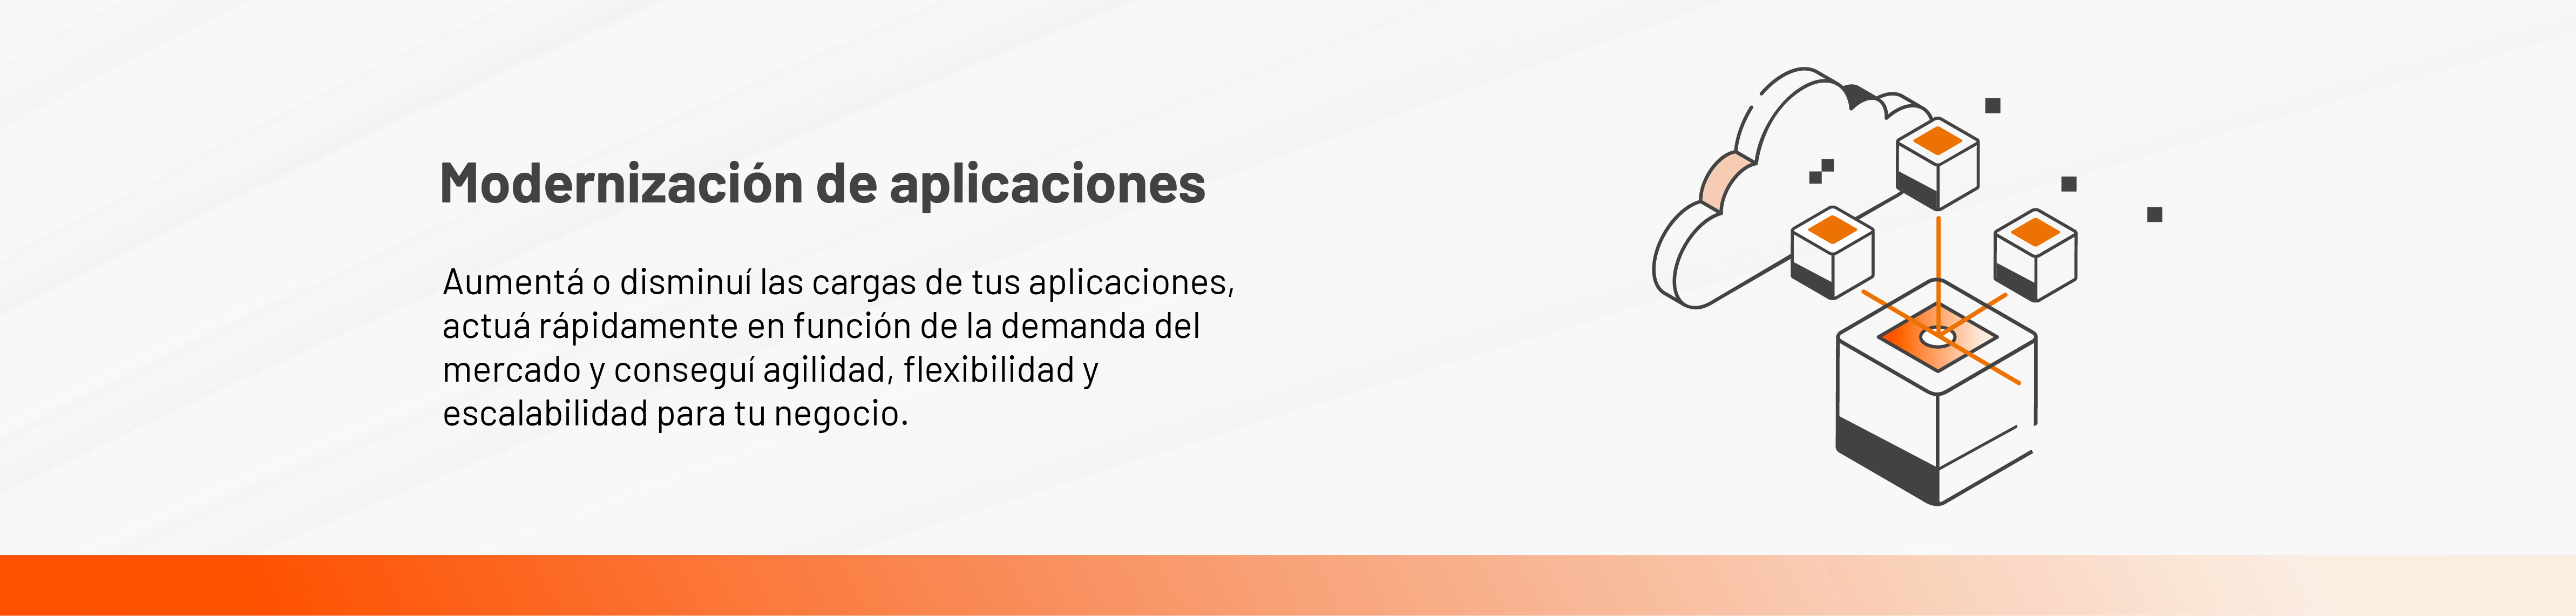 Modernización de aplicaciones
Aumentá o disminuí las cargas de tus aplicaciones,
actuá rápidamente en función de la demanda del
mercado y conseguí agilidad, flexibilidad y
escalabilidad para tu negocio.